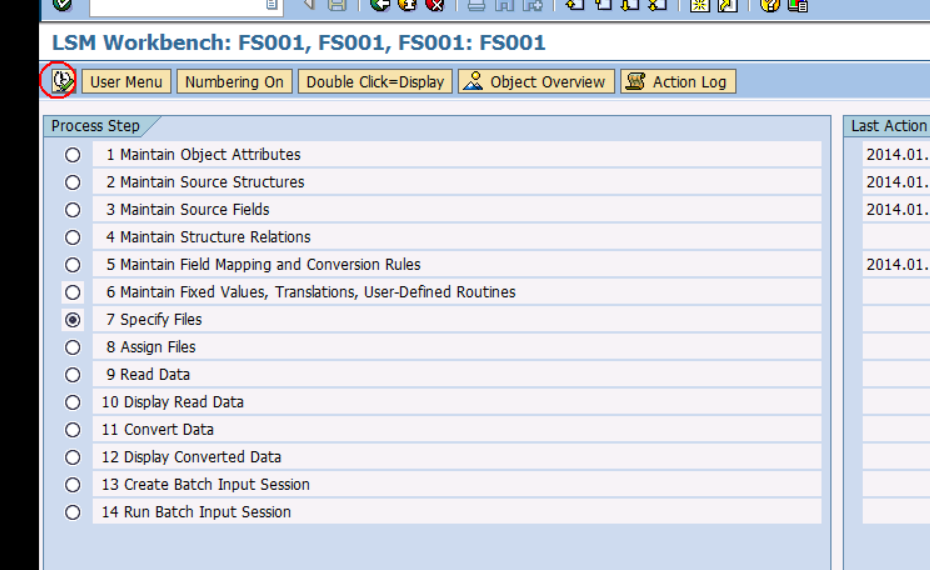 LSM Workbench: FS001, FS001, FS001: FS001
User Menu Numbering On Double Click=Display Object Overview Action Log
Process Step Last Action
1 Maintain Object Attributes 2014.01.
2 Maintain Source Structures 2014.01.
3 Maintain Source Fields 2014.01.
4 Maintain Structure Relations
5 Maintain Field Mapping and Conversion Rules 2014.01.
6 Maintain Fixed Values, Translations, User-Defined Routines
7 Specify Files
8 Assign Files
9 Read Data
10 Display Read Data
11 Convert Data
12 Display Converted Data
13 Create Batch Input Session
14 Run Batch Input Session